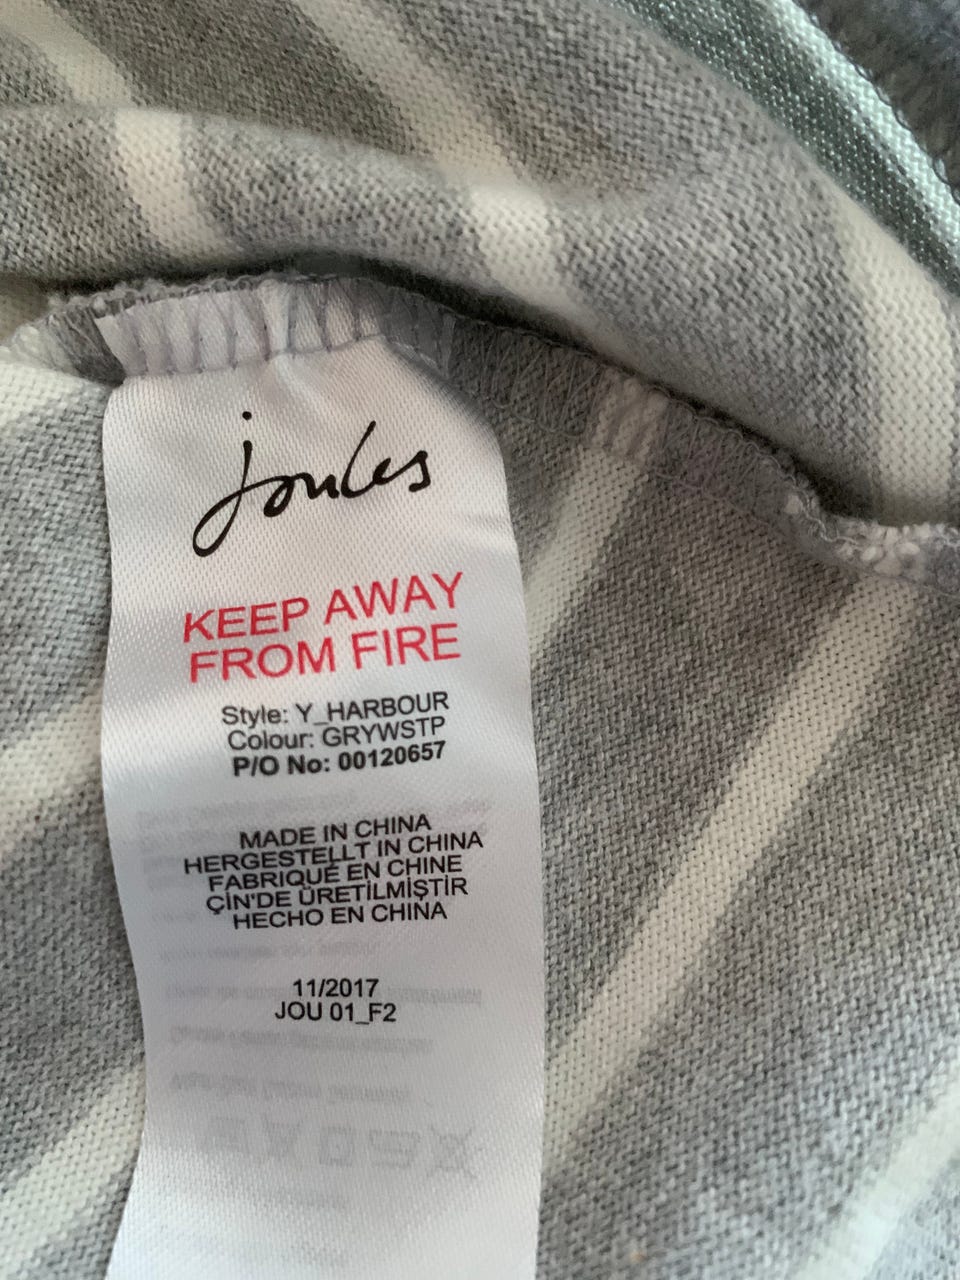 joules
KEEP AWAY
FROM FIRE
Style: Y_HARBOUR
Colour: GRYWSTP
P/O No: 00120657
MADE IN CHINA
HERGESTELLT IN CHINA
FABRIQUÉ EN CHINE
ÇİN'DE ÜRETİLMİŞTİR
HECHO EN CHINA
11/2017
JOU 01_F2